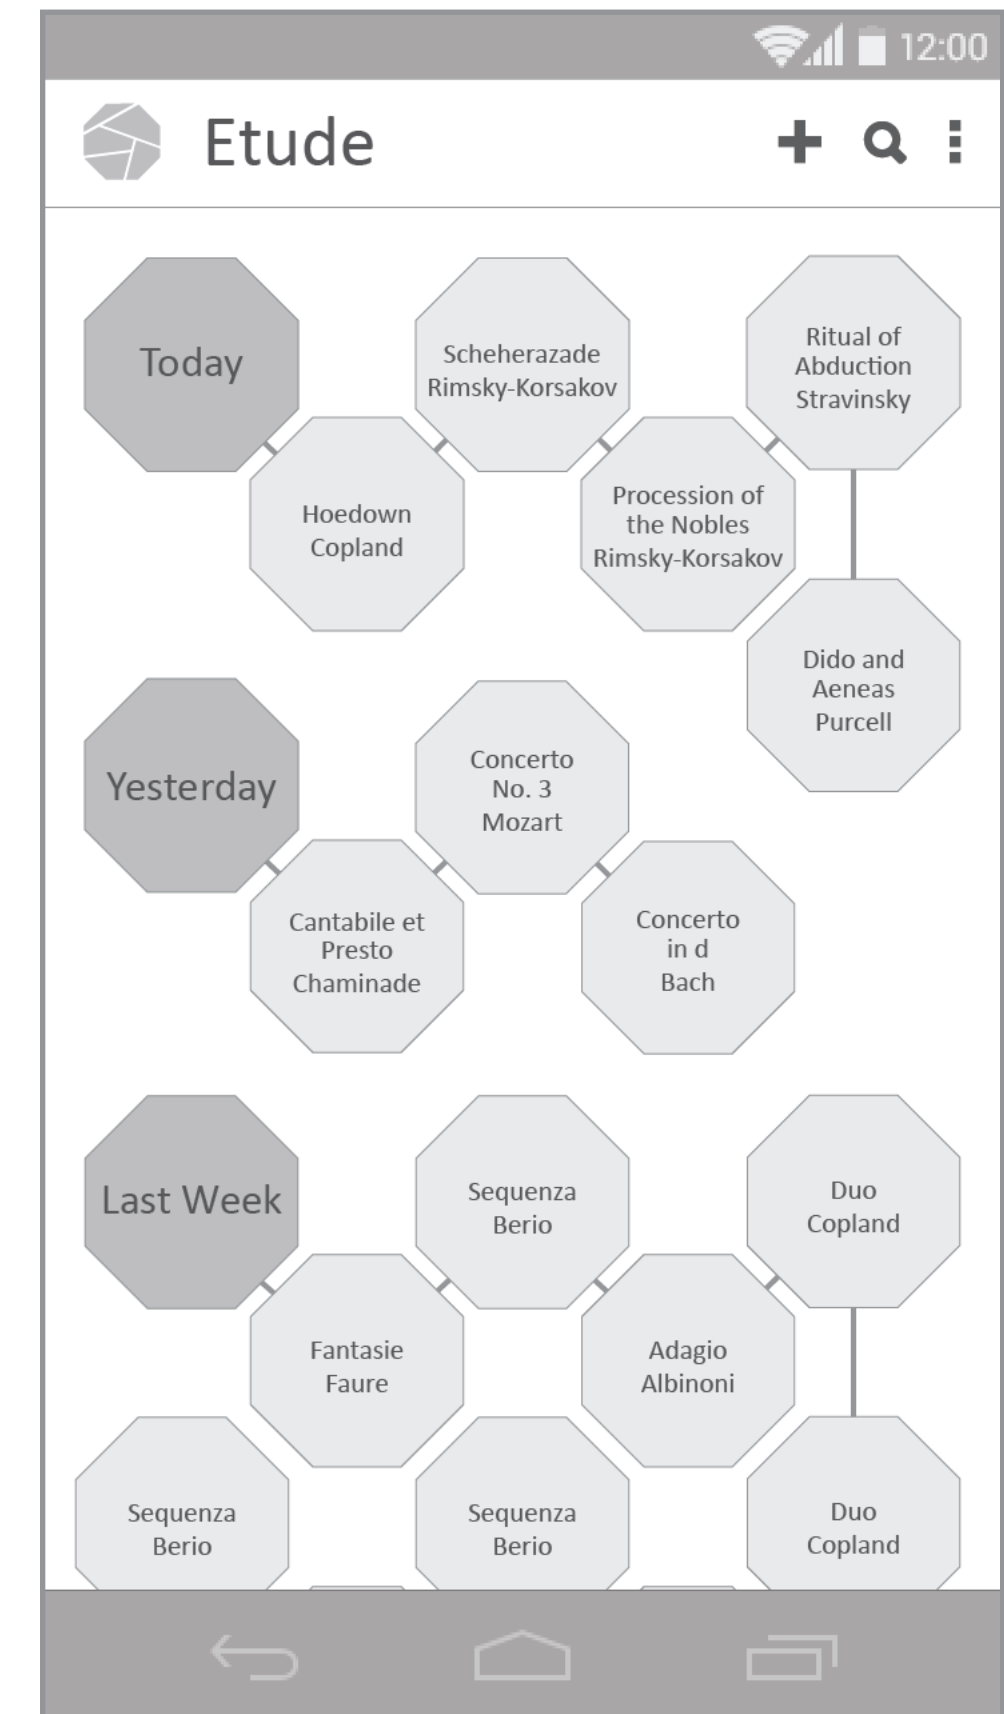 12:00
Etude
Today
Scheherazade
Rimsky-Korsakov
Ritual of
Abduction
Stravinsky
Hoedown
Copland
Procession of
the Nobles
Rimsky-Korsakov
Dido and
Aeneas
Purcell
Yesterday
Concerto
No. 3
Mozart
Cantabile et
Presto
Chaminade
Concerto
in d
Bach
Last Week
Sequenza
Berio
Duo
Copland
Fantasie
Faure
Adagio
Albinoni
Sequenza
Berio
Sequenza
Berio
Duo
Copland